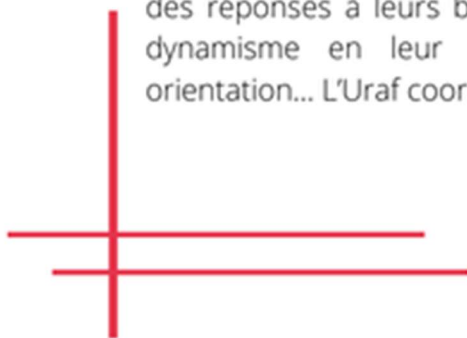 des réponses à leurs b
dynamisme en leur
orientation... L'Uraf coor